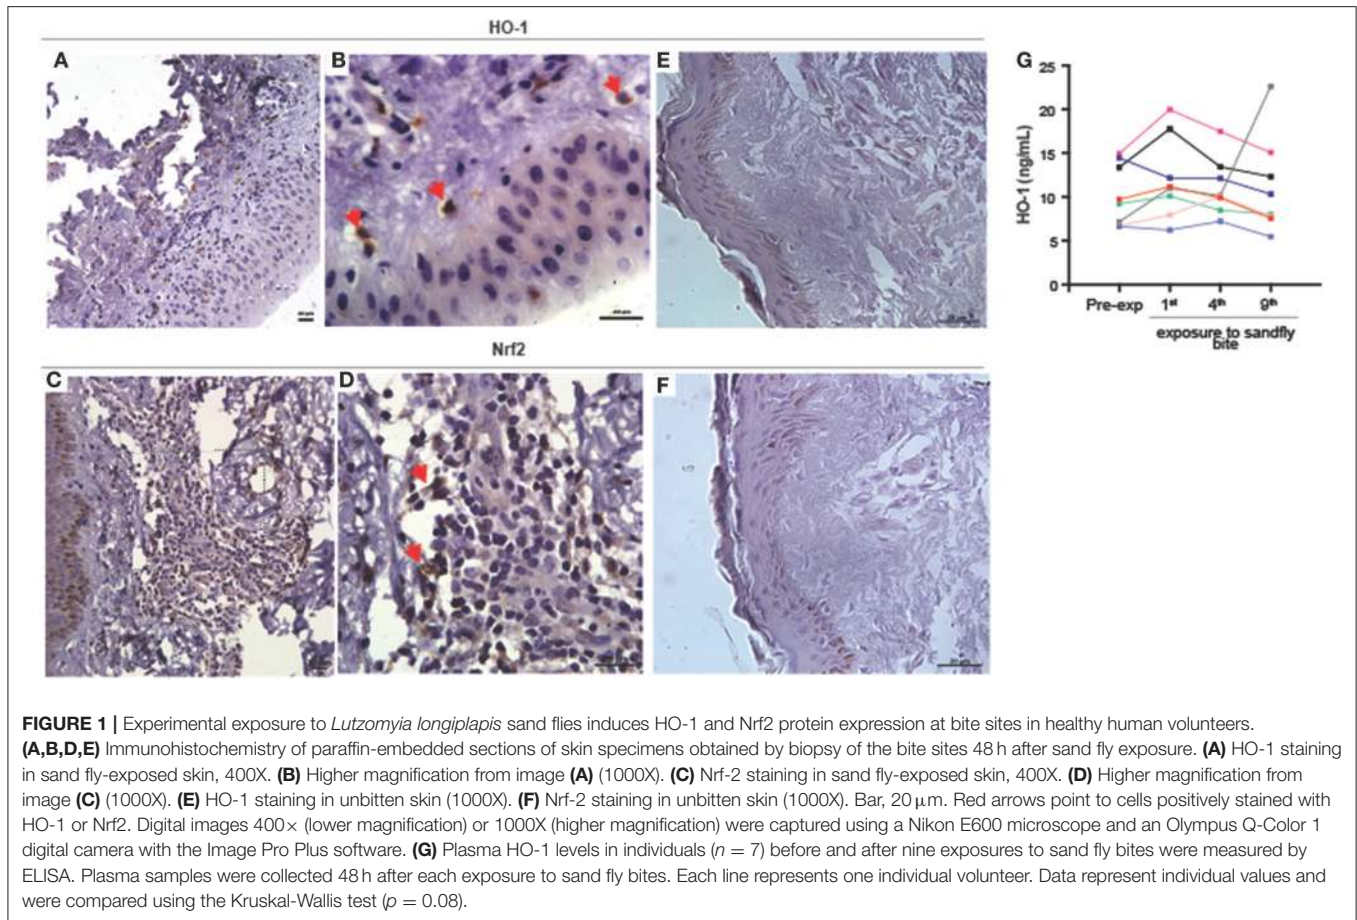 HO-1
A
B
E
G
25
20
15
10
5
0
HO-1 (ng/mL)
Pre-exp 1st 4th 9th
exposure to sandfly
bite
Nrf2
C
D
F
20 µm
FIGURE 1 | Experimental exposure to Lutzomyia longiplapis sand flies induces HO-1 and Nrf2 protein expression at bite sites in healthy human volunteers.
(A,B,D,E) Immunohistochemistry of paraffin-embedded sections of skin specimens obtained by biopsy of the bite sites 48 h after sand fly exposure. (A) HO-1 staining
in sand fly-exposed skin, 400X. (B) Higher magnification from image (A) (1000X). (C) Nrf-2 staining in sand fly-exposed skin, 400X. (D) Higher magnification from
image (C) (1000X). (E) HO-1 staining in unbitten skin (1000X). (F) Nrf-2 staining in unbitten skin (1000X). Bar, 20 µm. Red arrows point to cells positively stained with
HO-1 or Nrf2. Digital images 400× (lower magnification) or 1000X (higher magnification) were captured using a Nikon E600 microscope and an Olympus Q-Color 1
digital camera with the Image Pro Plus software. (G) Plasma HO-1 levels in individuals (n = 7) before and after nine exposures to sand fly bites were measured by
ELISA. Plasma samples were collected 48 h after each exposure to sand fly bites. Each line represents one individual volunteer. Data represent individual values and
were compared using the Kruskal-Wallis test (p = 0.08).